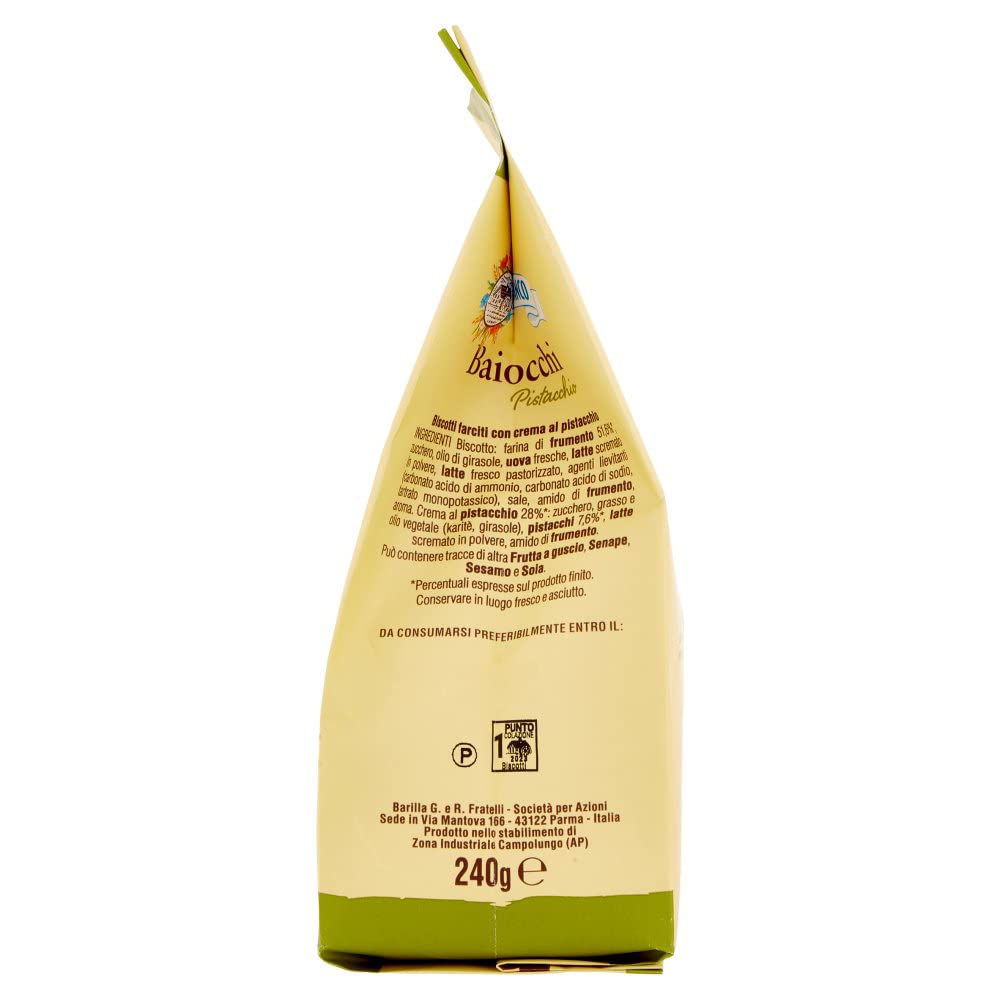 NCO
Baiocchi
Pistacchio
Biscotti farciti con crema al pistacchio
INGREDIENTI Biscotto: farina di frumento 51,6%*,
zucchero, olio di girasole, uova fresche, latte scremato
in polvere, latte fresco pastorizzato, agenti lievitanti
(carbonato acido di ammonio, carbonato acido di sodio,
tartrato monopotassico), sale, amido di frumento,
aroma. Crema al pistacchio 28%*: zucchero, grasso e
olio vegetale (karitè, girasole), pistacchi 7,6%*, latte
scremato in polvere, amido di frumento.
Può contenere tracce di altra Frutta a guscio, Senape,
Sesamo e Soia.
*Percentuali espresse sul prodotto finito.
Conservare in luogo fresco e asciutto.
DA CONSUMARSI PREFERIBILMENTE ENTRO IL:
PUNTO
COLAZIONE
1
2023
Biscotti
P
Barilla G. e R. Fratelli - Società per Azioni
Sede in Via Mantova 166 - 43122 Parma - Italia
Prodotto nello stabilimento di
Zona Industriale Campolungo (AP)
240g e